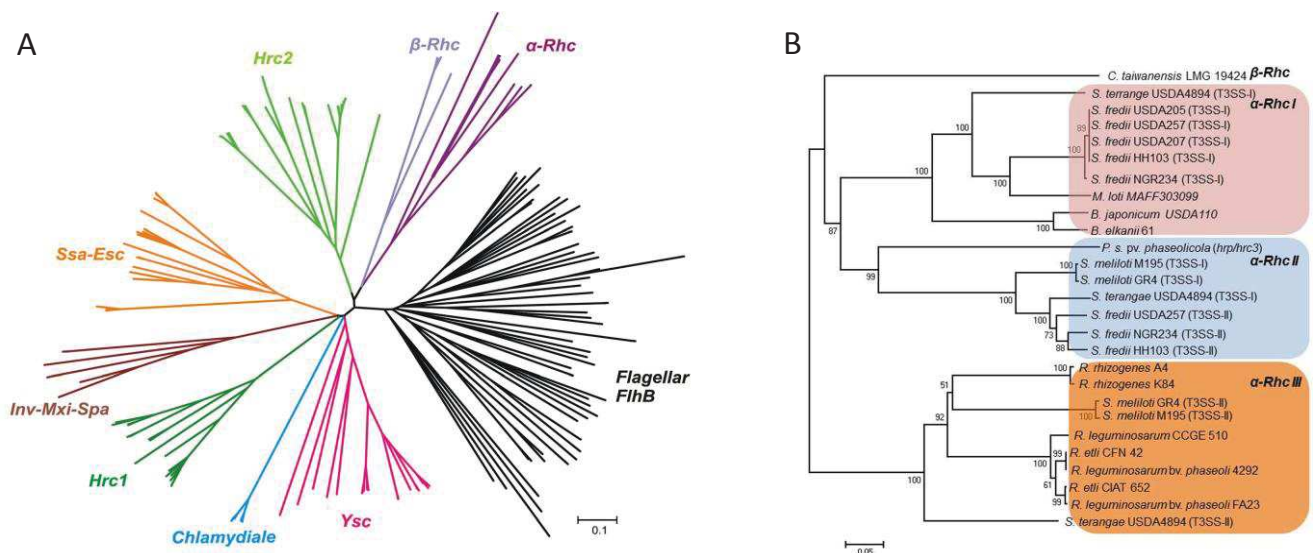 A
Hrc2
β-Rhc
α-Rhc
Ssa-Esc
Inv-Mxi-Spa
Hrc1
Chlamydiale
Ysc
Flagellar
FlhB
0.1
B
C. taiwanensis LMG 19424 β-Rhc
S. terrange USDA4894 (T3SS-I)
α-Rhc I
S. fredii USDA205 (T3SS-I)
89
S. fredii USDA257 (T3SS-I)
100
S. fredii USDA207 (T3SS-I)
100
S. fredii HH103 (T3SS-I)
100
S. fredii NGR234 (T3SS-I)
100
M. loti MAFF303099
B. japonicum USDA110
100
B. elkanii 61
87
P. s. pv. phaseolicola (hrp/hrc3)
α-Rhc II
100
S. meliloti M195 (T3SS-I)
99
S. meliloti GR4 (T3SS-I)
100
S. terangae USDA4894 (T3SS-I)
100
S. fredii USDA257 (T3SS-II)
73
S. fredii NGR234 (T3SS-II)
88
S. fredii HH103 (T3SS-II)
100
R. rhizogenes A4
α-Rhc III
51
R. rhizogenes K84
S. meliloti GR4 (T3SS-II)
100
S. meliloti M195 (T3SS-II)
92
R. leguminosarum CCGE 510
99
R. etli CFN 42
100
R. leguminosarum bv. phaseoli 4292
61
R. etli CIAT 652
99
R. leguminosarum bv. phaseoli FA23
100
S. terangae USDA4894 (T3SS-II)
0.05